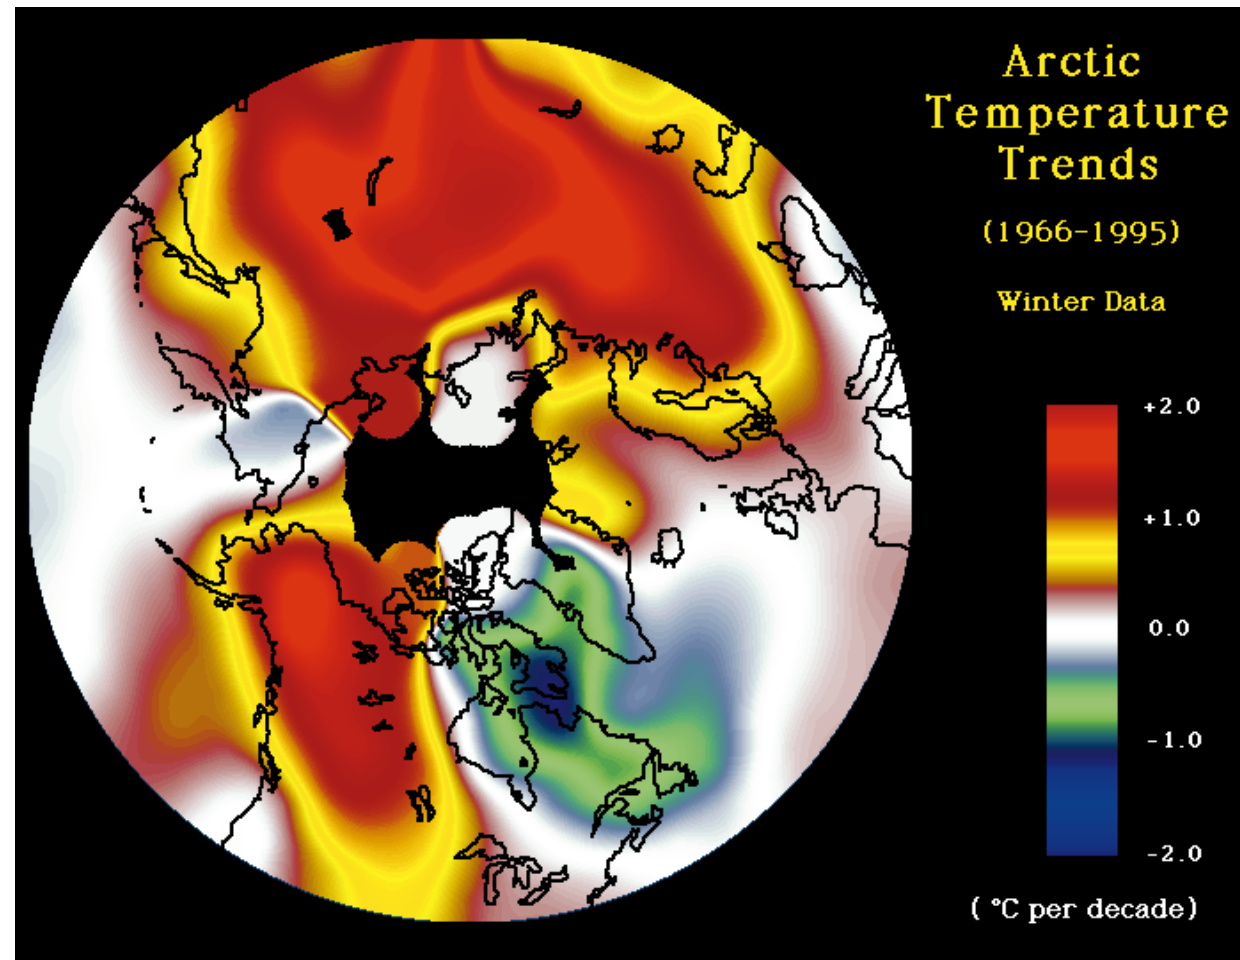 Arctic
Temperature
Trends
(1966-1995)
Winter Data
+2.0
+1.0
0.0
-1.0
-2.0
( °C per decade)